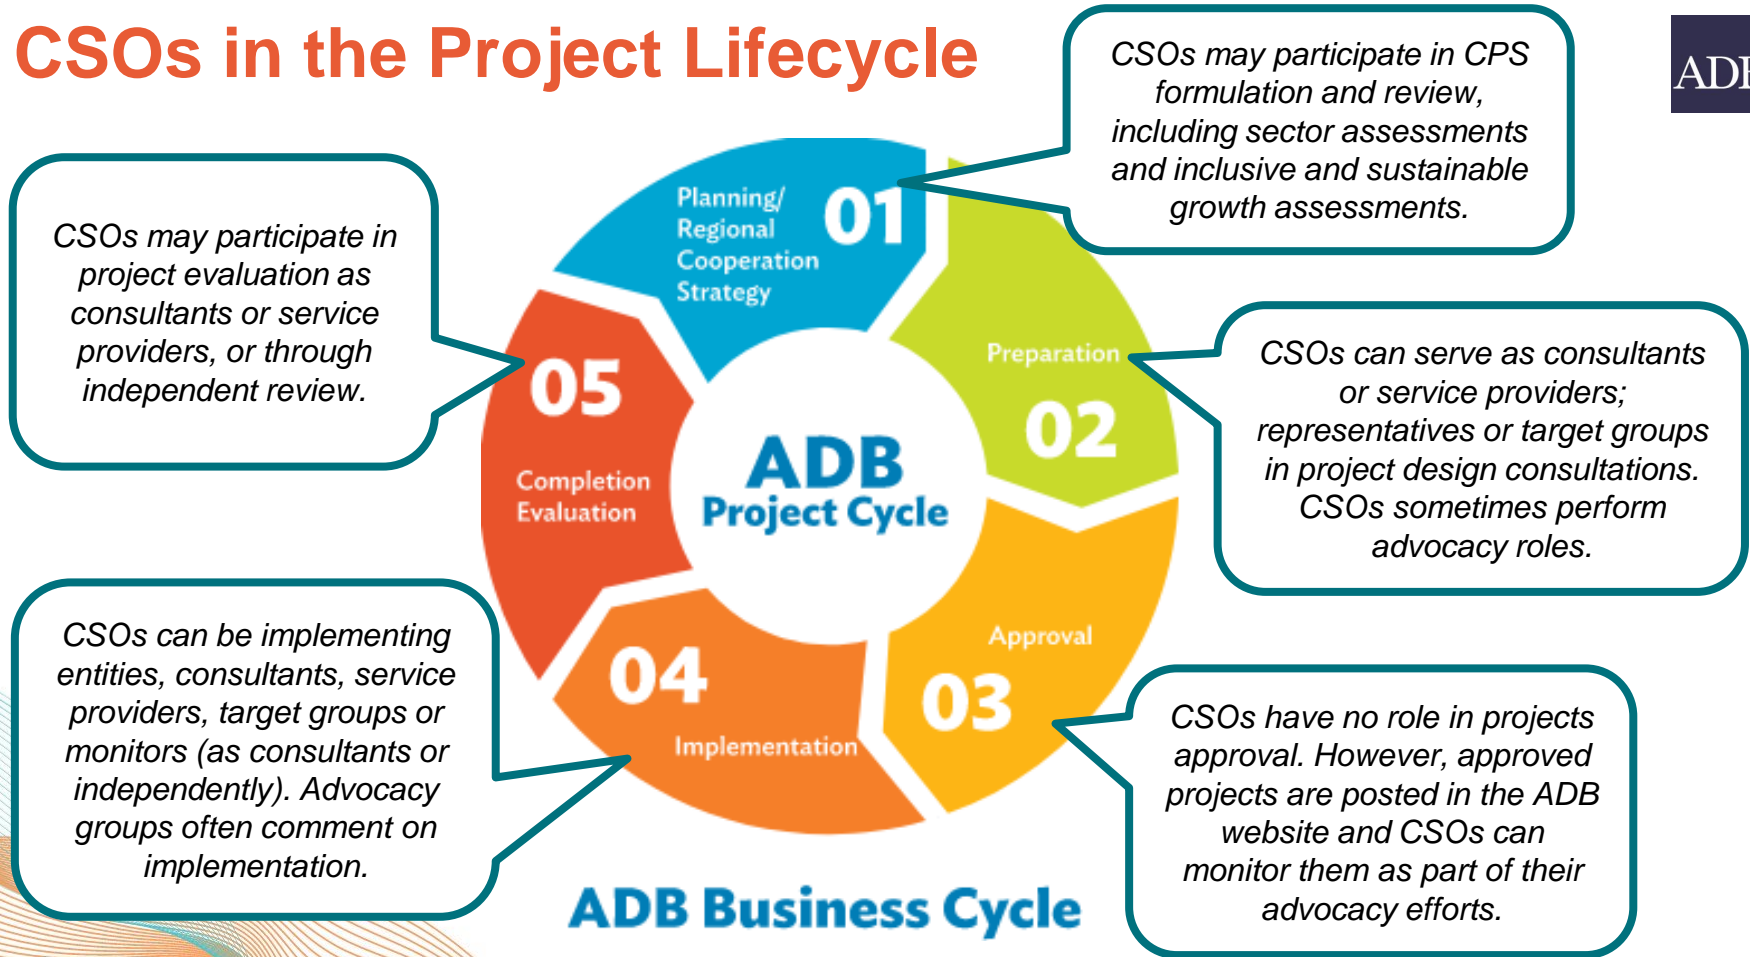 CSOs in the Project Lifecycle
CSOs may participate in CPS
formulation and review,
including sector assessments
and inclusive and sustainable
growth assessments.
ADB
CSOs may participate in
project evaluation as
consultants or service
providers, or through
independent review.
Planning/
Regional
Cooperation
Strategy
01
Preparation
02
CSOs can serve as consultants
or service providers;
representatives or target groups
in project design consultations.
CSOs sometimes perform
advocacy roles.
05
Completion
Evaluation
ADB
Project Cycle
CSOs can be implementing
entities, consultants, service
providers, target groups or
monitors (as consultants or
independently). Advocacy
groups often comment on
implementation.
04
Implementation
Approval
03
CSOs have no role in projects
approval. However, approved
projects are posted in the ADB
website and CSOs can
monitor them as part of their
advocacy efforts.
ADB Business Cycle